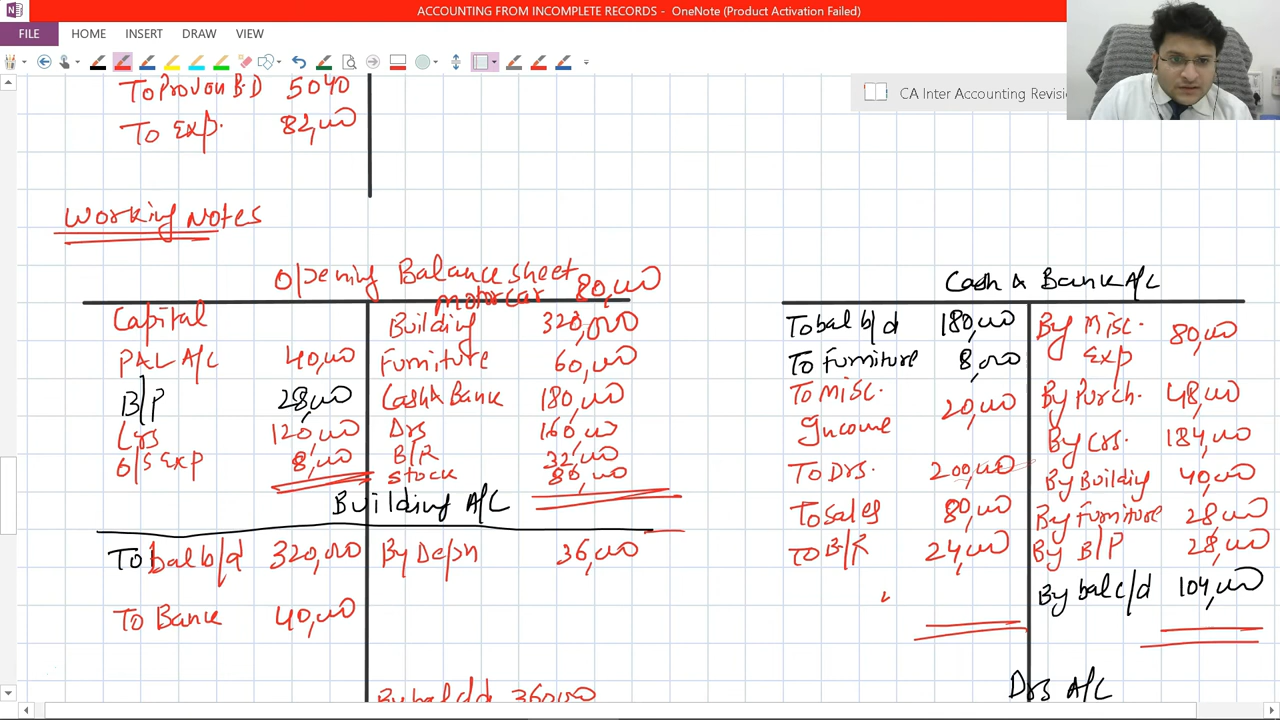 ACCOUNTING FROM INCOMPLETE RECORDS - OneNote (Product Activation Failed)
FILE HOME INSERT DRAW VIEW
CA Inter Accounting Revisi
To Provon B.D 5040
To Exp. 82,000
Working Notes
Opening Balance sheet
motorcar 80,000
Capital
PAL A/C 40,000
B/P 28,000
Crs 120,000
O/S Exp 8,000
Building 320,000
Furniture 60,000
Cash & Bank 180,000
Drs 160,000
B/R 32,000
Stock 80,000
Building A/C
To bal b/d 320,000
To Bank 40,000
By Depn 36,000
By bal c/d 36000
Cash & Bank A/C
To bal b/d 180,000
To Furniture 8,000
To Misc.
Income 20,000
To Drs. 200,000
To Sales 80,000
To B/R 24,000
By Misc.
Exp 80,000
By Purch. 48,000
By Crs. 184,000
By Building 40,000
By Furniture 28,000
By B/P 28,000
By bal c/d 104,000
Drs A/C